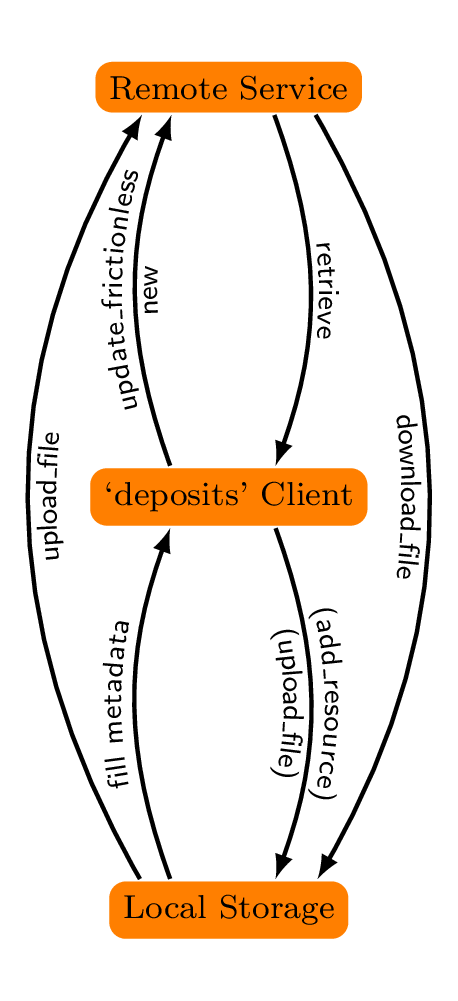 Remote Service
update_frictionless
new
retrieve
upload_file
download_file
‘deposits’ Client
fill metadata
(add_resource)
(upload_file)
Local Storage